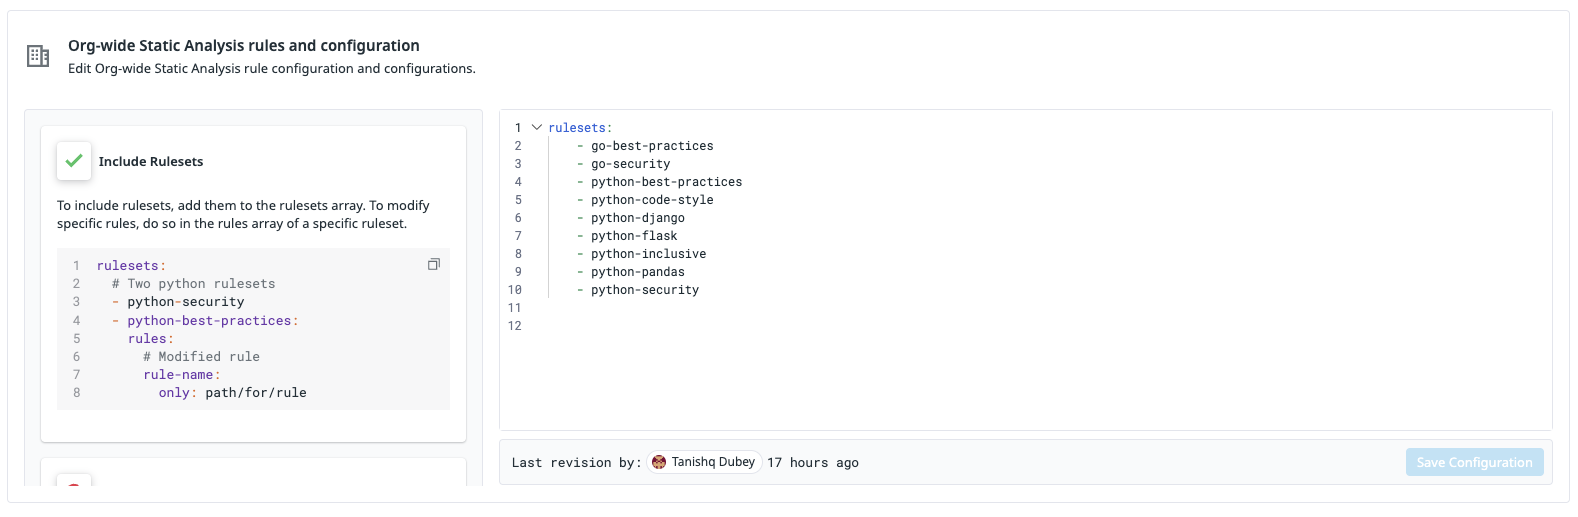 Org-wide Static Analysis rules and configuration
Edit Org-wide Static Analysis rule configuration and configurations.
Include Rulesets
To include rulesets, add them to the rulesets array. To modify
specific rules, do so in the rules array of a specific ruleset.
1 rulesets:
2 # Two python rulesets
3 - python-security
4 - python-best-practices:
5 rules:
6 # Modified rule
7 rule-name:
8 only: path/for/rule
1 rulesets:
2 - go-best-practices
3 - go-security
4 - python-best-practices
5 - python-code-style
6 - python-django
7 - python-flask
8 - python-inclusive
9 - python-pandas
10 - python-security
11
12
Last revision by: Tanishq Dubey 17 hours ago
Save Configuration